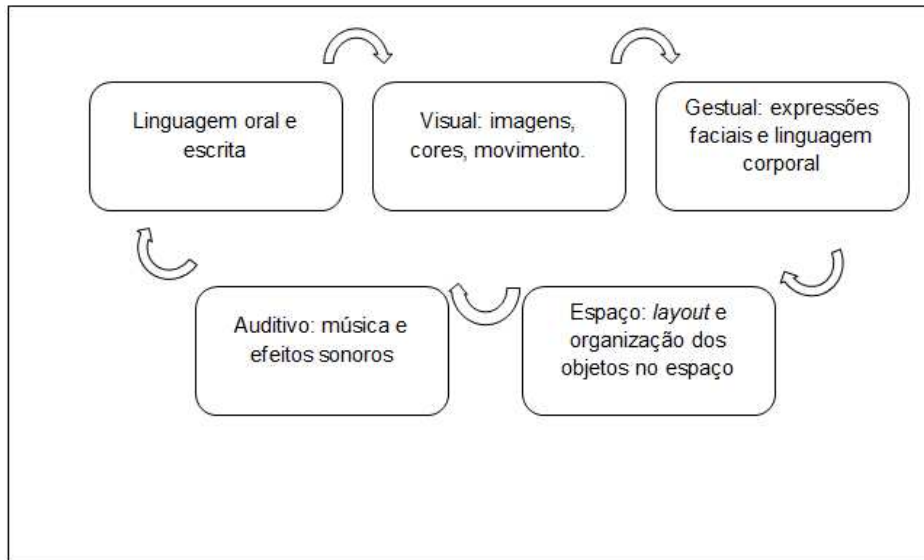 Linguagem oral e
escrita
Visual: imagens,
cores, movimento.
Gestual: expressões
faciais e linguagem
corporal
Auditivo: música e
efeitos sonoros
Espaço: layout e
organização dos
objetos no espaço